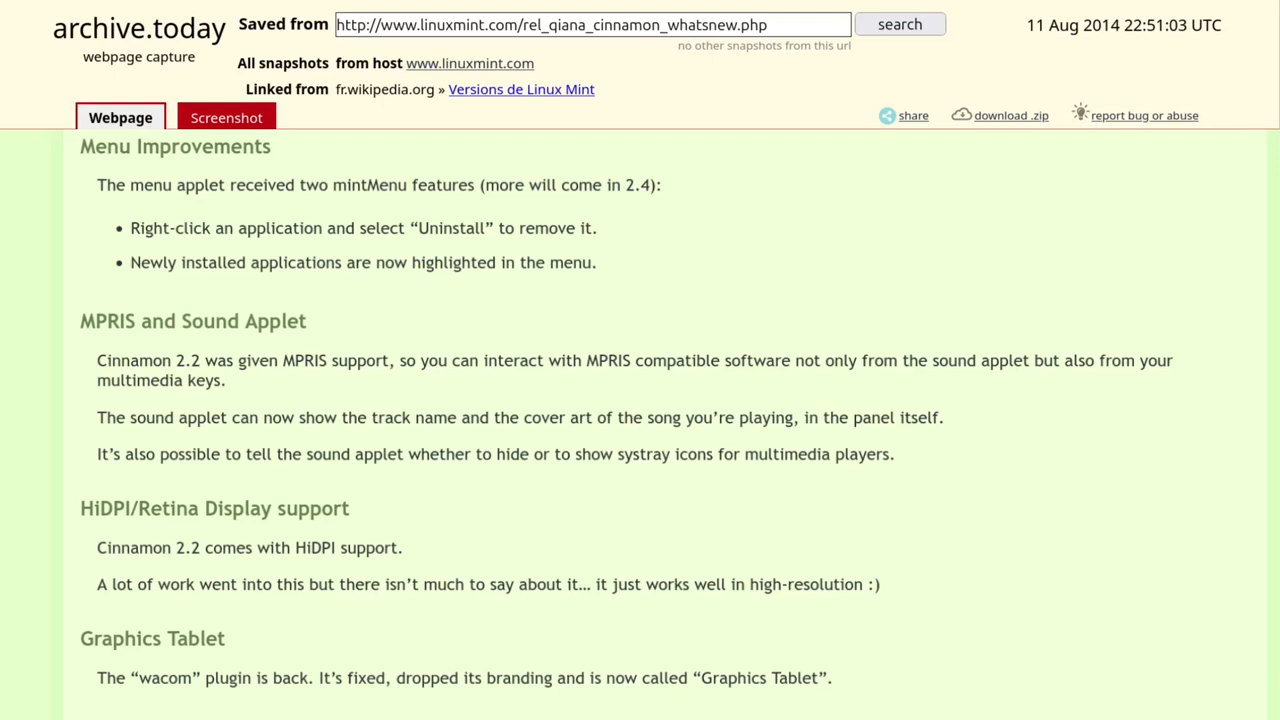 archive.today
webpage capture
Saved from http://www.linuxmint.com/rel_qiana_cinnamon_whatsnew.php search 11 Aug 2014 22:51:03 UTC
no other snapshots from this url
All snapshots from host www.linuxmint.com
Linked from fr.wikipedia.org » Versions de Linux Mint
Webpage Screenshot share download .zip report bug or abuse
Menu Improvements
The menu applet received two mintMenu features (more will come in 2.4):
• Right-click an application and select “Uninstall” to remove it.
• Newly installed applications are now highlighted in the menu.
MPRIS and Sound Applet
Cinnamon 2.2 was given MPRIS support, so you can interact with MPRIS compatible software not only from the sound applet but also from your
multimedia keys.
The sound applet can now show the track name and the cover art of the song you’re playing, in the panel itself.
It’s also possible to tell the sound applet whether to hide or to show systray icons for multimedia players.
HiDPI/Retina Display support
Cinnamon 2.2 comes with HiDPI support.
A lot of work went into this but there isn’t much to say about it… it just works well in high-resolution :)
Graphics Tablet
The “wacom” plugin is back. It’s fixed, dropped its branding and is now called “Graphics Tablet”.